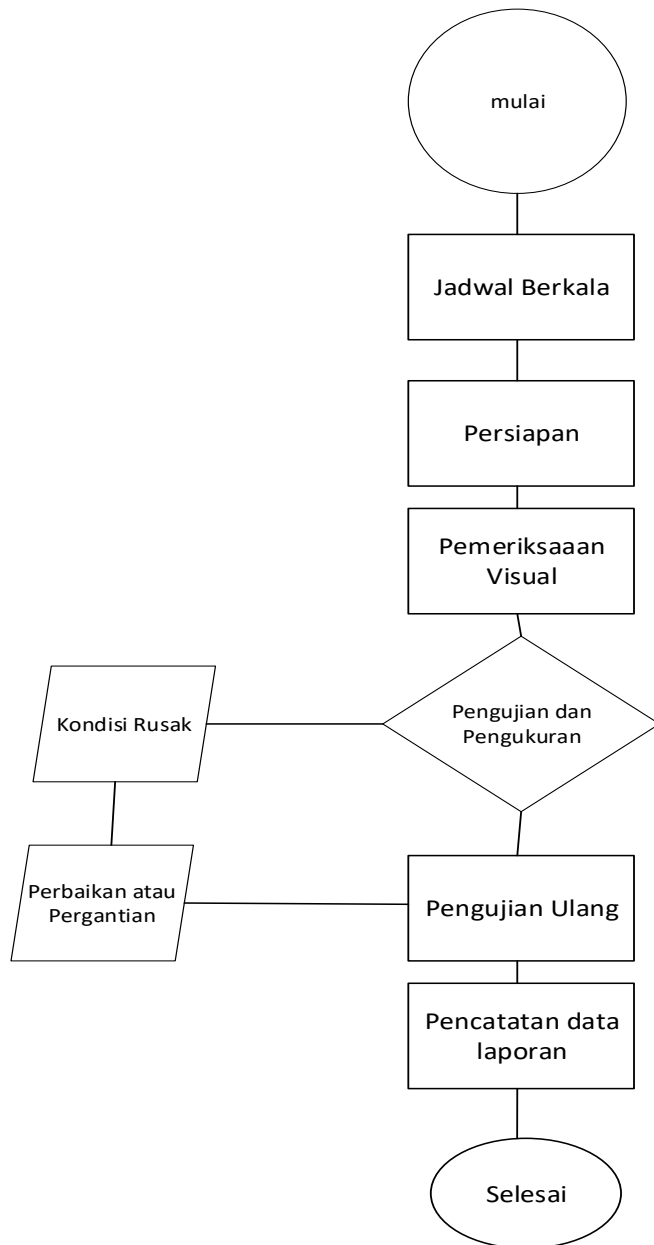 mulai
Jadwal Berkala
Persiapan
Pemeriksaaan
Visual
Pengujian dan
Pengukuran
Kondisi Rusak
Perbaikan atau
Pergantian
Pengujian Ulang
Pencatatan data
laporan
Selesai